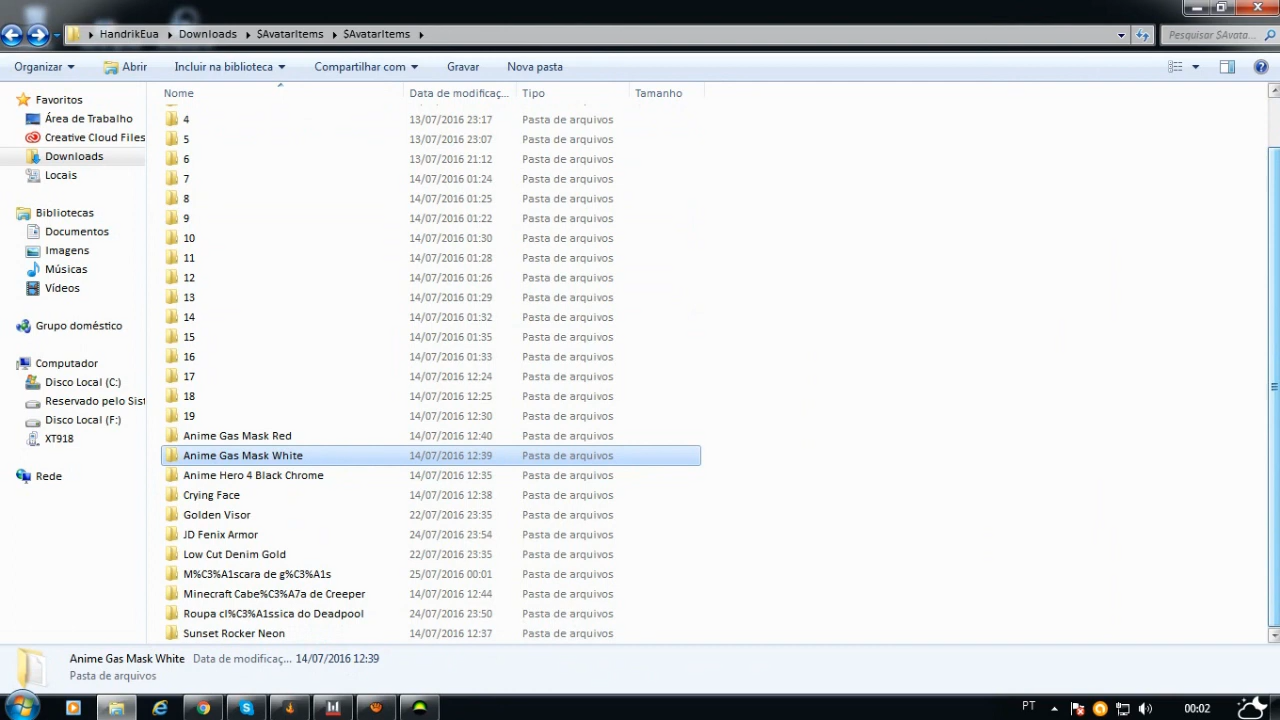 HandrikEua Downloads $AvatarItems $AvatarItems
Pesquisar $Avata...
Organizar Abrir Incluir na biblioteca Compartilhar com Gravar Nova pasta
Nome Data de modificaç... Tipo Tamanho
Favoritos
Área de Trabalho
Creative Cloud Files
Downloads
Locais
Bibliotecas
Documentos
Imagens
Músicas
Vídeos
Grupo doméstico
Computador
Disco Local (C:)
Reservado pelo Sist
Disco Local (F:)
XT918
Rede
4 13/07/2016 23:17 Pasta de arquivos
5 13/07/2016 23:07 Pasta de arquivos
6 13/07/2016 21:12 Pasta de arquivos
7 14/07/2016 01:24 Pasta de arquivos
8 14/07/2016 01:25 Pasta de arquivos
9 14/07/2016 01:22 Pasta de arquivos
10 14/07/2016 01:30 Pasta de arquivos
11 14/07/2016 01:28 Pasta de arquivos
12 14/07/2016 01:26 Pasta de arquivos
13 14/07/2016 01:29 Pasta de arquivos
14 14/07/2016 01:32 Pasta de arquivos
15 14/07/2016 01:35 Pasta de arquivos
16 14/07/2016 01:33 Pasta de arquivos
17 14/07/2016 12:24 Pasta de arquivos
18 14/07/2016 12:25 Pasta de arquivos
19 14/07/2016 12:30 Pasta de arquivos
Anime Gas Mask Red 14/07/2016 12:40 Pasta de arquivos
Anime Gas Mask White 14/07/2016 12:39 Pasta de arquivos
Anime Hero 4 Black Chrome 14/07/2016 12:35 Pasta de arquivos
Crying Face 14/07/2016 12:38 Pasta de arquivos
Golden Visor 22/07/2016 23:35 Pasta de arquivos
JD Fenix Armor 24/07/2016 23:54 Pasta de arquivos
Low Cut Denim Gold 22/07/2016 23:35 Pasta de arquivos
M%C3%A1scara de g%C3%A1s 25/07/2016 00:01 Pasta de arquivos
Minecraft Cabe%C3%A7a de Creeper 14/07/2016 12:44 Pasta de arquivos
Roupa cl%C3%A1ssica do Deadpool 24/07/2016 23:50 Pasta de arquivos
Sunset Rocker Neon 14/07/2016 12:37 Pasta de arquivos
Anime Gas Mask White Data de modificaç... 14/07/2016 12:39
Pasta de arquivos
PT 00:02